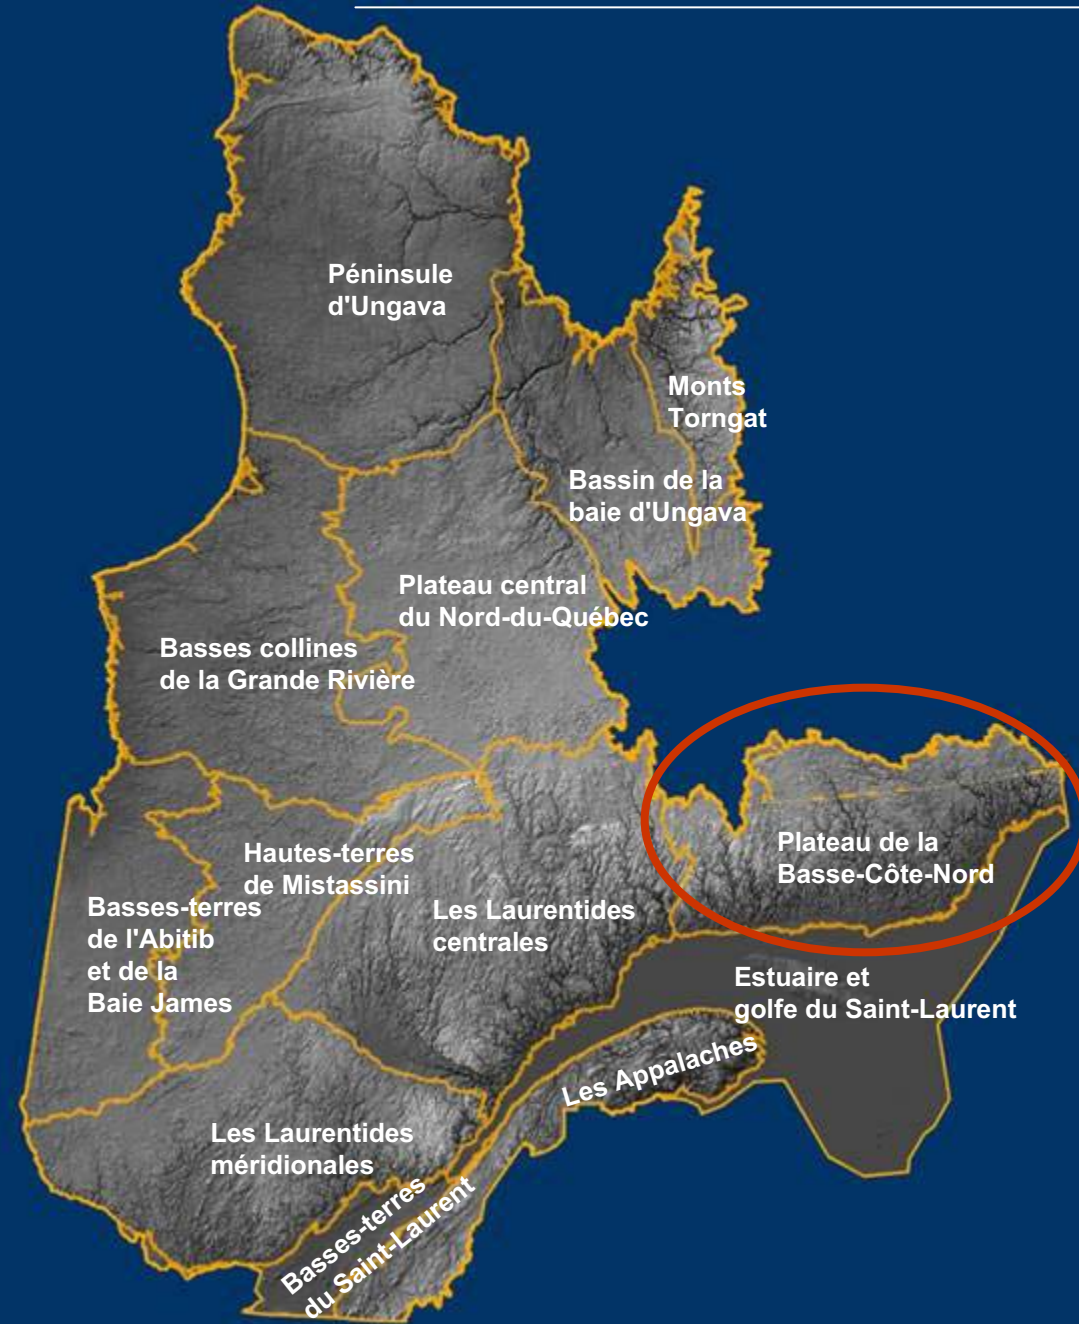 Péninsule
d'Ungava
Monts
Torngat
Bassin de la
baie d'Ungava
Plateau central
du Nord-du-Québec
Basses collines
de la Grande Rivière
Plateau de la
Basse-Côte-Nord
Hautes-terres
de Mistassini
Basses-terres
de l'Abitib
et de la
Baie James
Les Laurentides
centrales
Estuaire et
golfe du Saint-Laurent
Les Appalaches
Les Laurentides
méridionales
Basses-terres
du Saint-Laurent